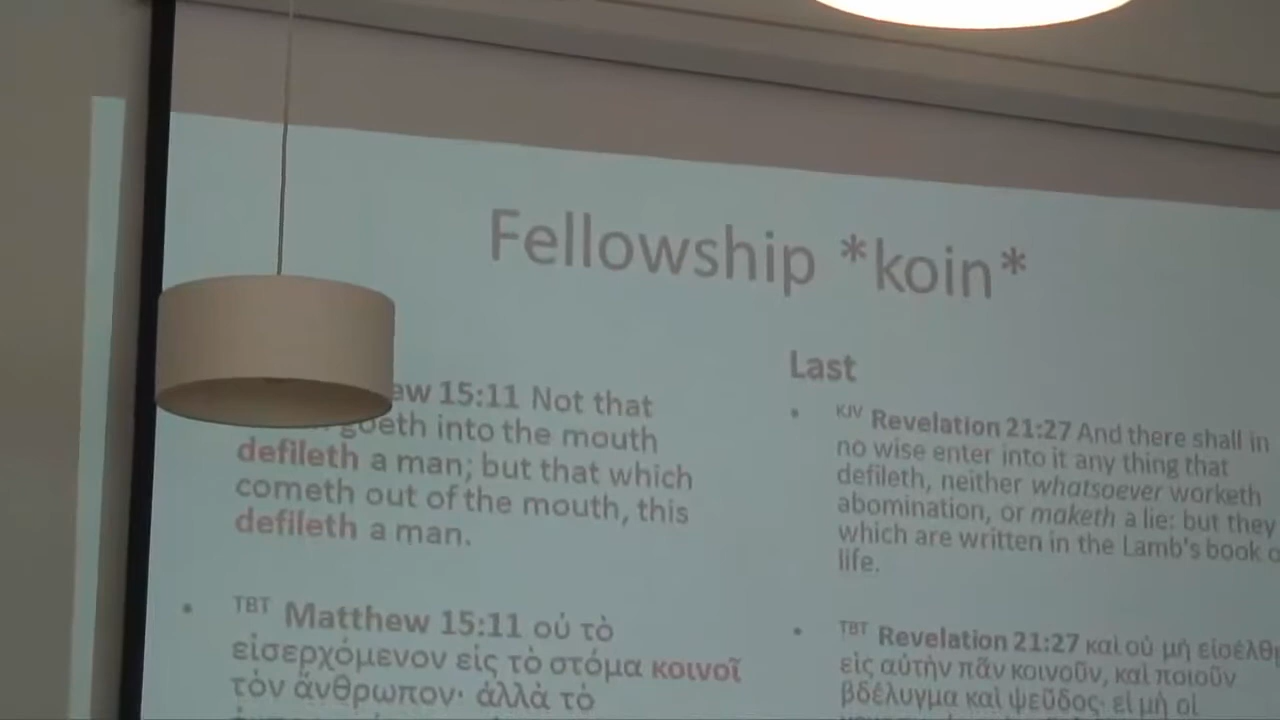 Fellowship *koin*
ew 15:11 Not that
goeth into the mouth
defileth a man; but that which
cometh out of the mouth, this
defileth a man.
• TBT Matthew 15:11 οὐ τὸ
εἰσερχόμενον εἰς τὸ στόμα κοινοῖ
τὸν ἄνθρωπον· ἀλλὰ τὸ
Last
• KJV Revelation 21:27 And there shall in
no wise enter into it any thing that
defileth, neither whatsoever worketh
abomination, or maketh a lie: but they
which are written in the Lamb's book o
life.
• TBT Revelation 21:27 καὶ οὐ μὴ εἰσέλθῃ
εἰς αὐτὴν πᾶν κοινοῦν, καὶ ποιοῦν
βδέλυγμα καὶ ψεῦδος· εἰ μὴ οἱ